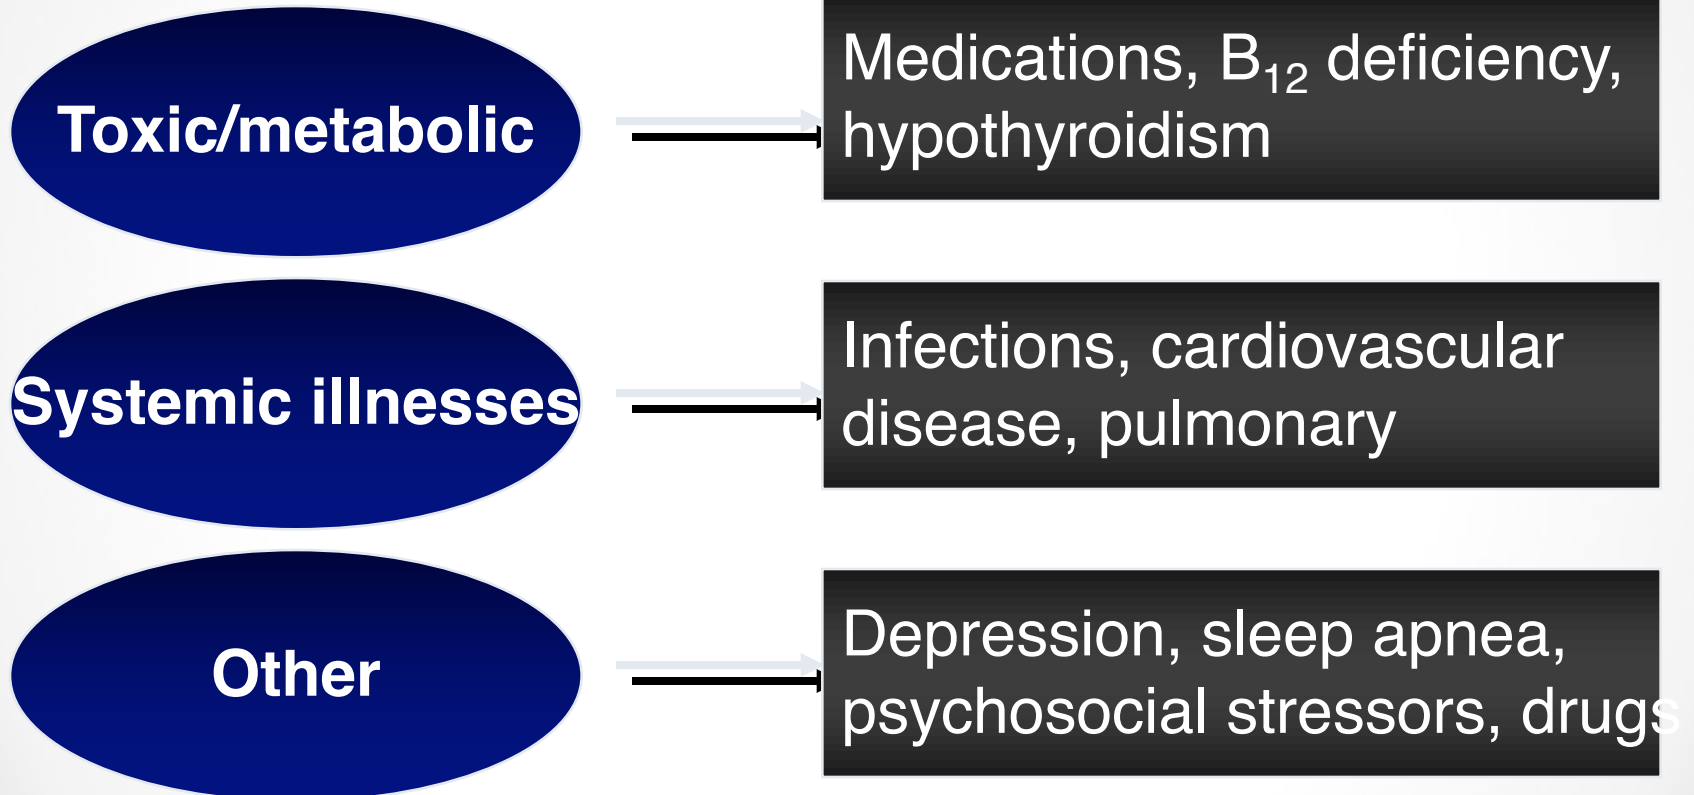 Toxic/metabolic
Medications, B₁₂ deficiency,
hypothyroidism
Systemic illnesses
Infections, cardiovascular
disease, pulmonary
Other
Depression, sleep apnea,
psychosocial stressors, drugs